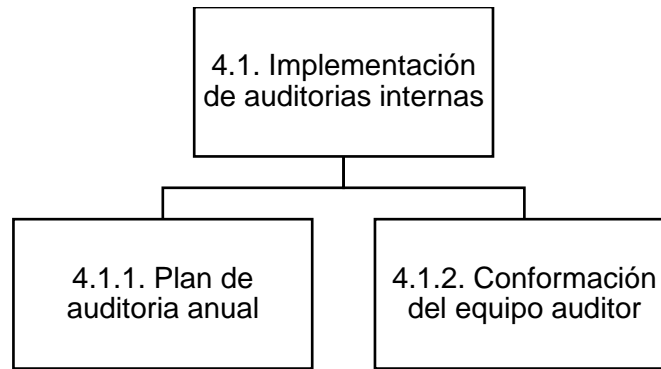 4.1. Implementación
de auditorias internas
4.1.1. Plan de
auditoria anual
4.1.2. Conformación
del equipo auditor